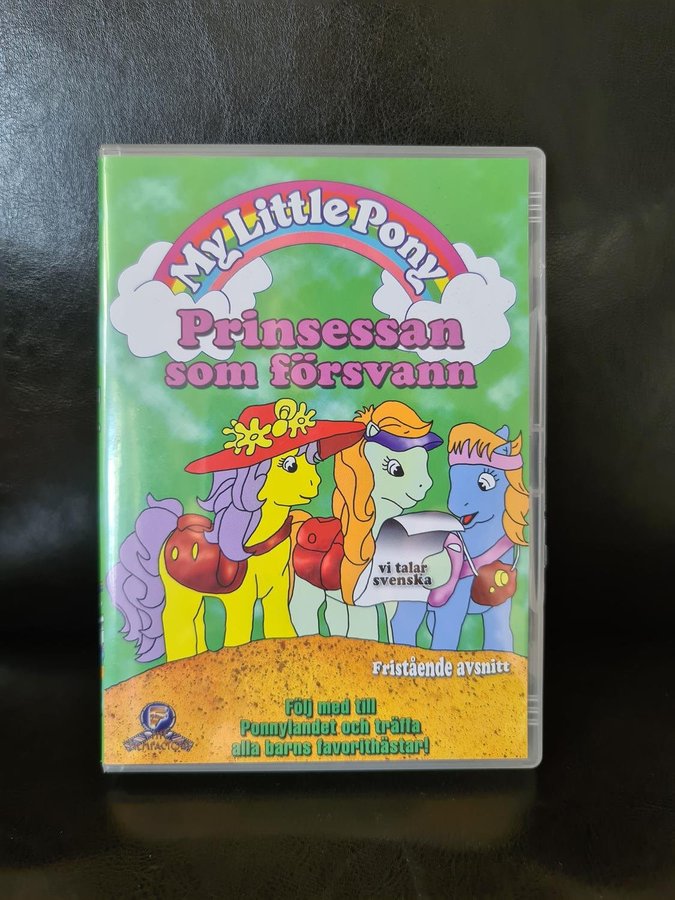 My Little Pony
Prinsessan
som försvann
vi talar
svenska
Fristående avsnitt
Följ med till
Ponnylandet och träffa
alla barns favorithästar!